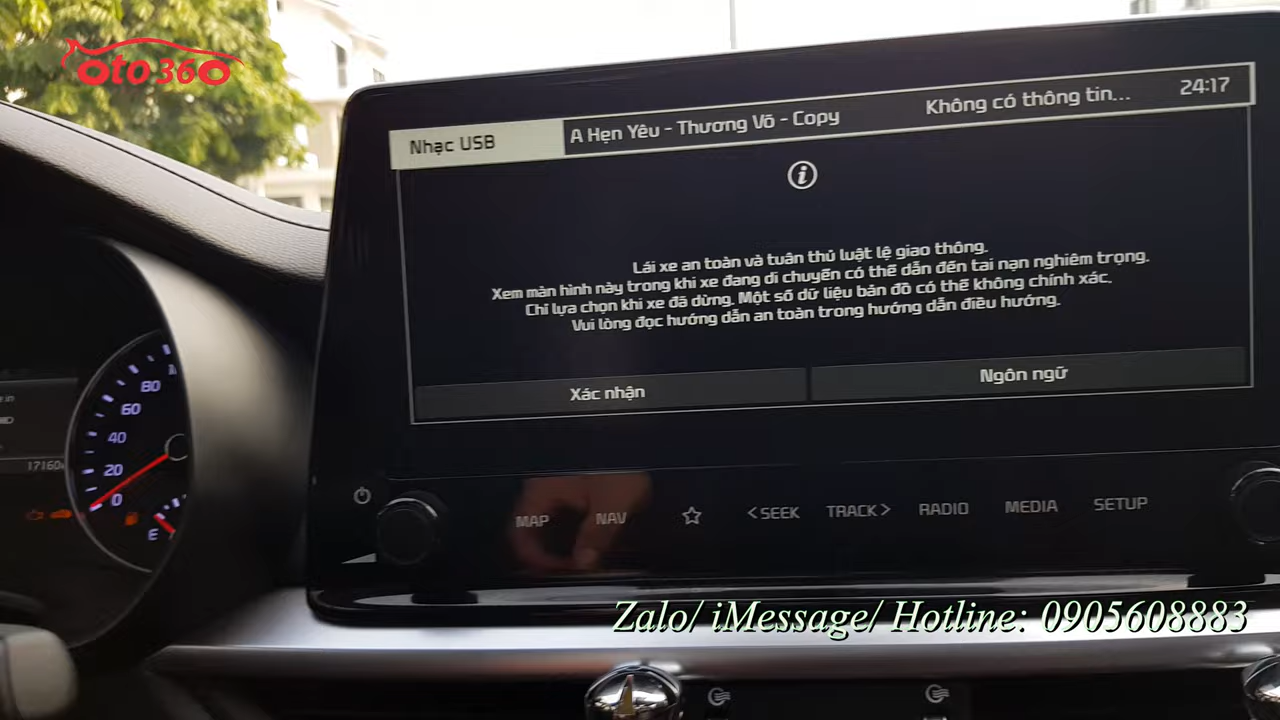 oto360
Nhạc USB
A Hẹn Yêu - Thương Võ - Copy
Không có thông tin...
24:17
Lái xe an toàn và tuân thủ luật lệ giao thông.
Xem màn hình này trong khi xe đang di chuyển có thể dẫn đến tai nạn nghiêm trọng.
Chỉ lựa chọn khi xe đã dừng. Một số dữ liệu bản đồ có thể không chính xác.
Vui lòng đọc hướng dẫn an toàn trong hướng dẫn điều hướng.
Xác nhận
Ngôn ngữ
80
60
40
20
0
E
17160
MAP
NAV
<SEEK
TRACK>
RADIO
MEDIA
SETUP
Zalo/ iMessage/ Hotline: 0905608883